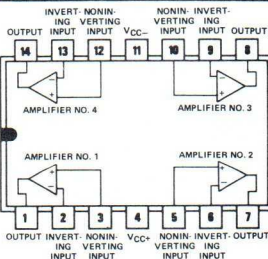 INVERT- NONIN-
ING VERTING
OUTPUT INPUT INPUT VCC–
NONIN- INVERT-
VERTING ING
INPUT INPUT OUTPUT
14 13 12 11 10 9 8
AMPLIFIER NO. 4 AMPLIFIER NO. 3
AMPLIFIER NO. 1 AMPLIFIER NO. 2
1 2 3 4 5 6 7
OUTPUT INVERT- NONIN- VCC+ NONIN- INVERT- OUTPUT
ING VERTING VERTING ING
INPUT INPUT INPUT INPUT